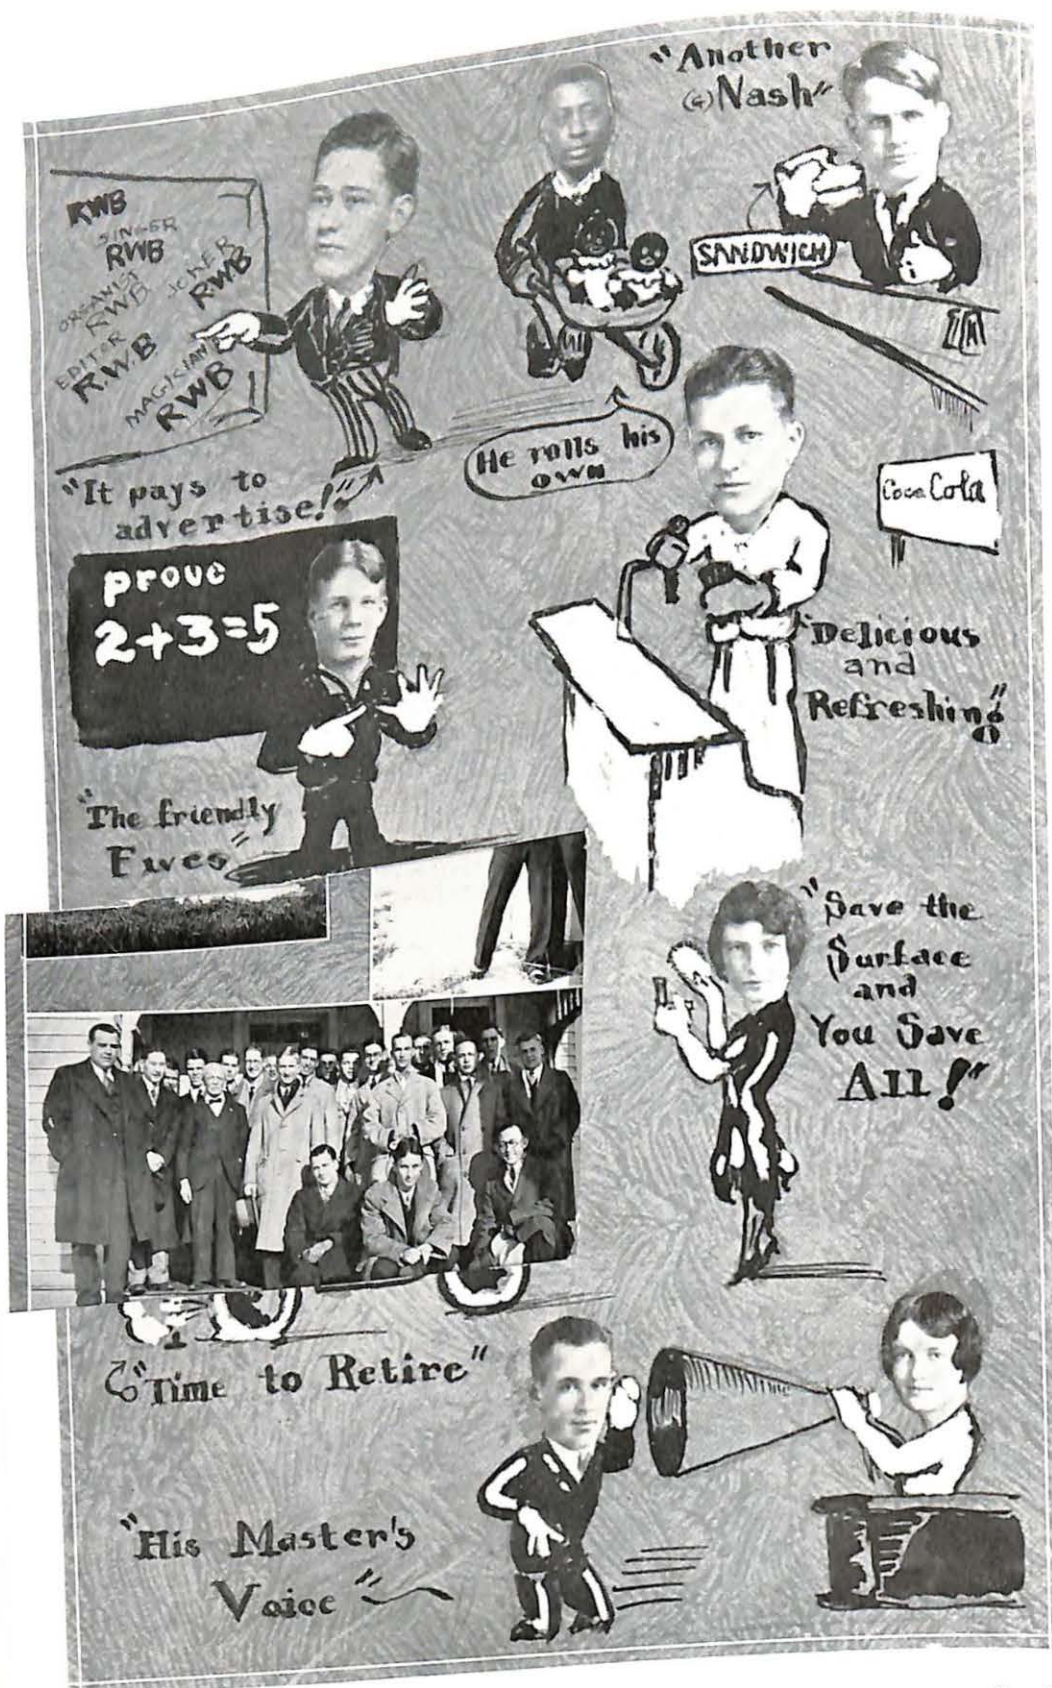 "Another
(G) Nash"
SANDWICH
RWB
SINGER
RWB
JOKER
RWB
ORGANIST
RWB
EDITOR
R.W.B
MAGICIAN
RWB
"It pays to
advertise!"
He rolls his
own
Coca Cola
"Delicious
and
Refreshing"
prove
2+3=5
"The friendly
Fives"
"Save the
Surface
and
You Save
All!"
"Time to Retire"
"His Master's
Voice"